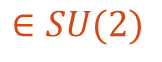 ∈ SU(2)